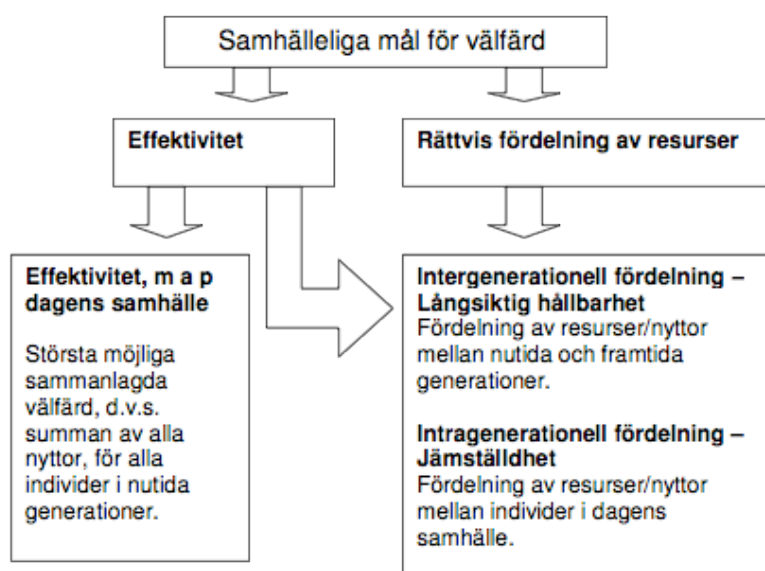 Samhälleliga mål för välfärd
Effektivitet
Rättvis fördelning av resurser
Effektivitet, m a p
dagens samhälle
Största möjliga
sammanlagda
välfärd, d.v.s.
summan av alla
nyttor, för alla
individer i nutida
generationer.
Intergenerationell fördelning –
Långsiktig hållbarhet
Fördelning av resurser/nyttor
mellan nutida och framtida
generationer.
Intragenerationell fördelning –
Jämställdhet
Fördelning av resurser/nyttor
mellan individer i dagens
samhälle.